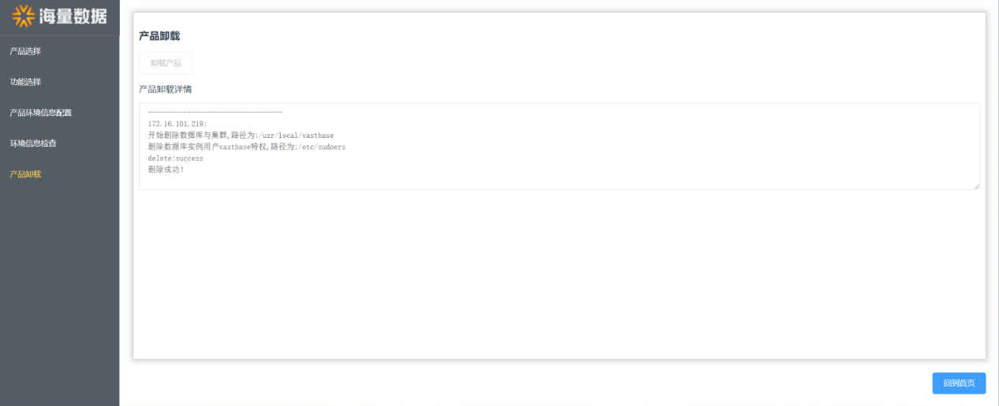 海量数据
产品选择
功能选择
产品环境信息配置
环境信息检查
产品卸载
产品卸载
卸载产品
产品卸载详情
----------------------------------
172.16.101.219:
开始删除数据库与集群,路径为:/usr/local/vastbase
删除数据库实例用户vastbase特权,路径为:/etc/sudoers
delete:success
删除成功!
回到首页